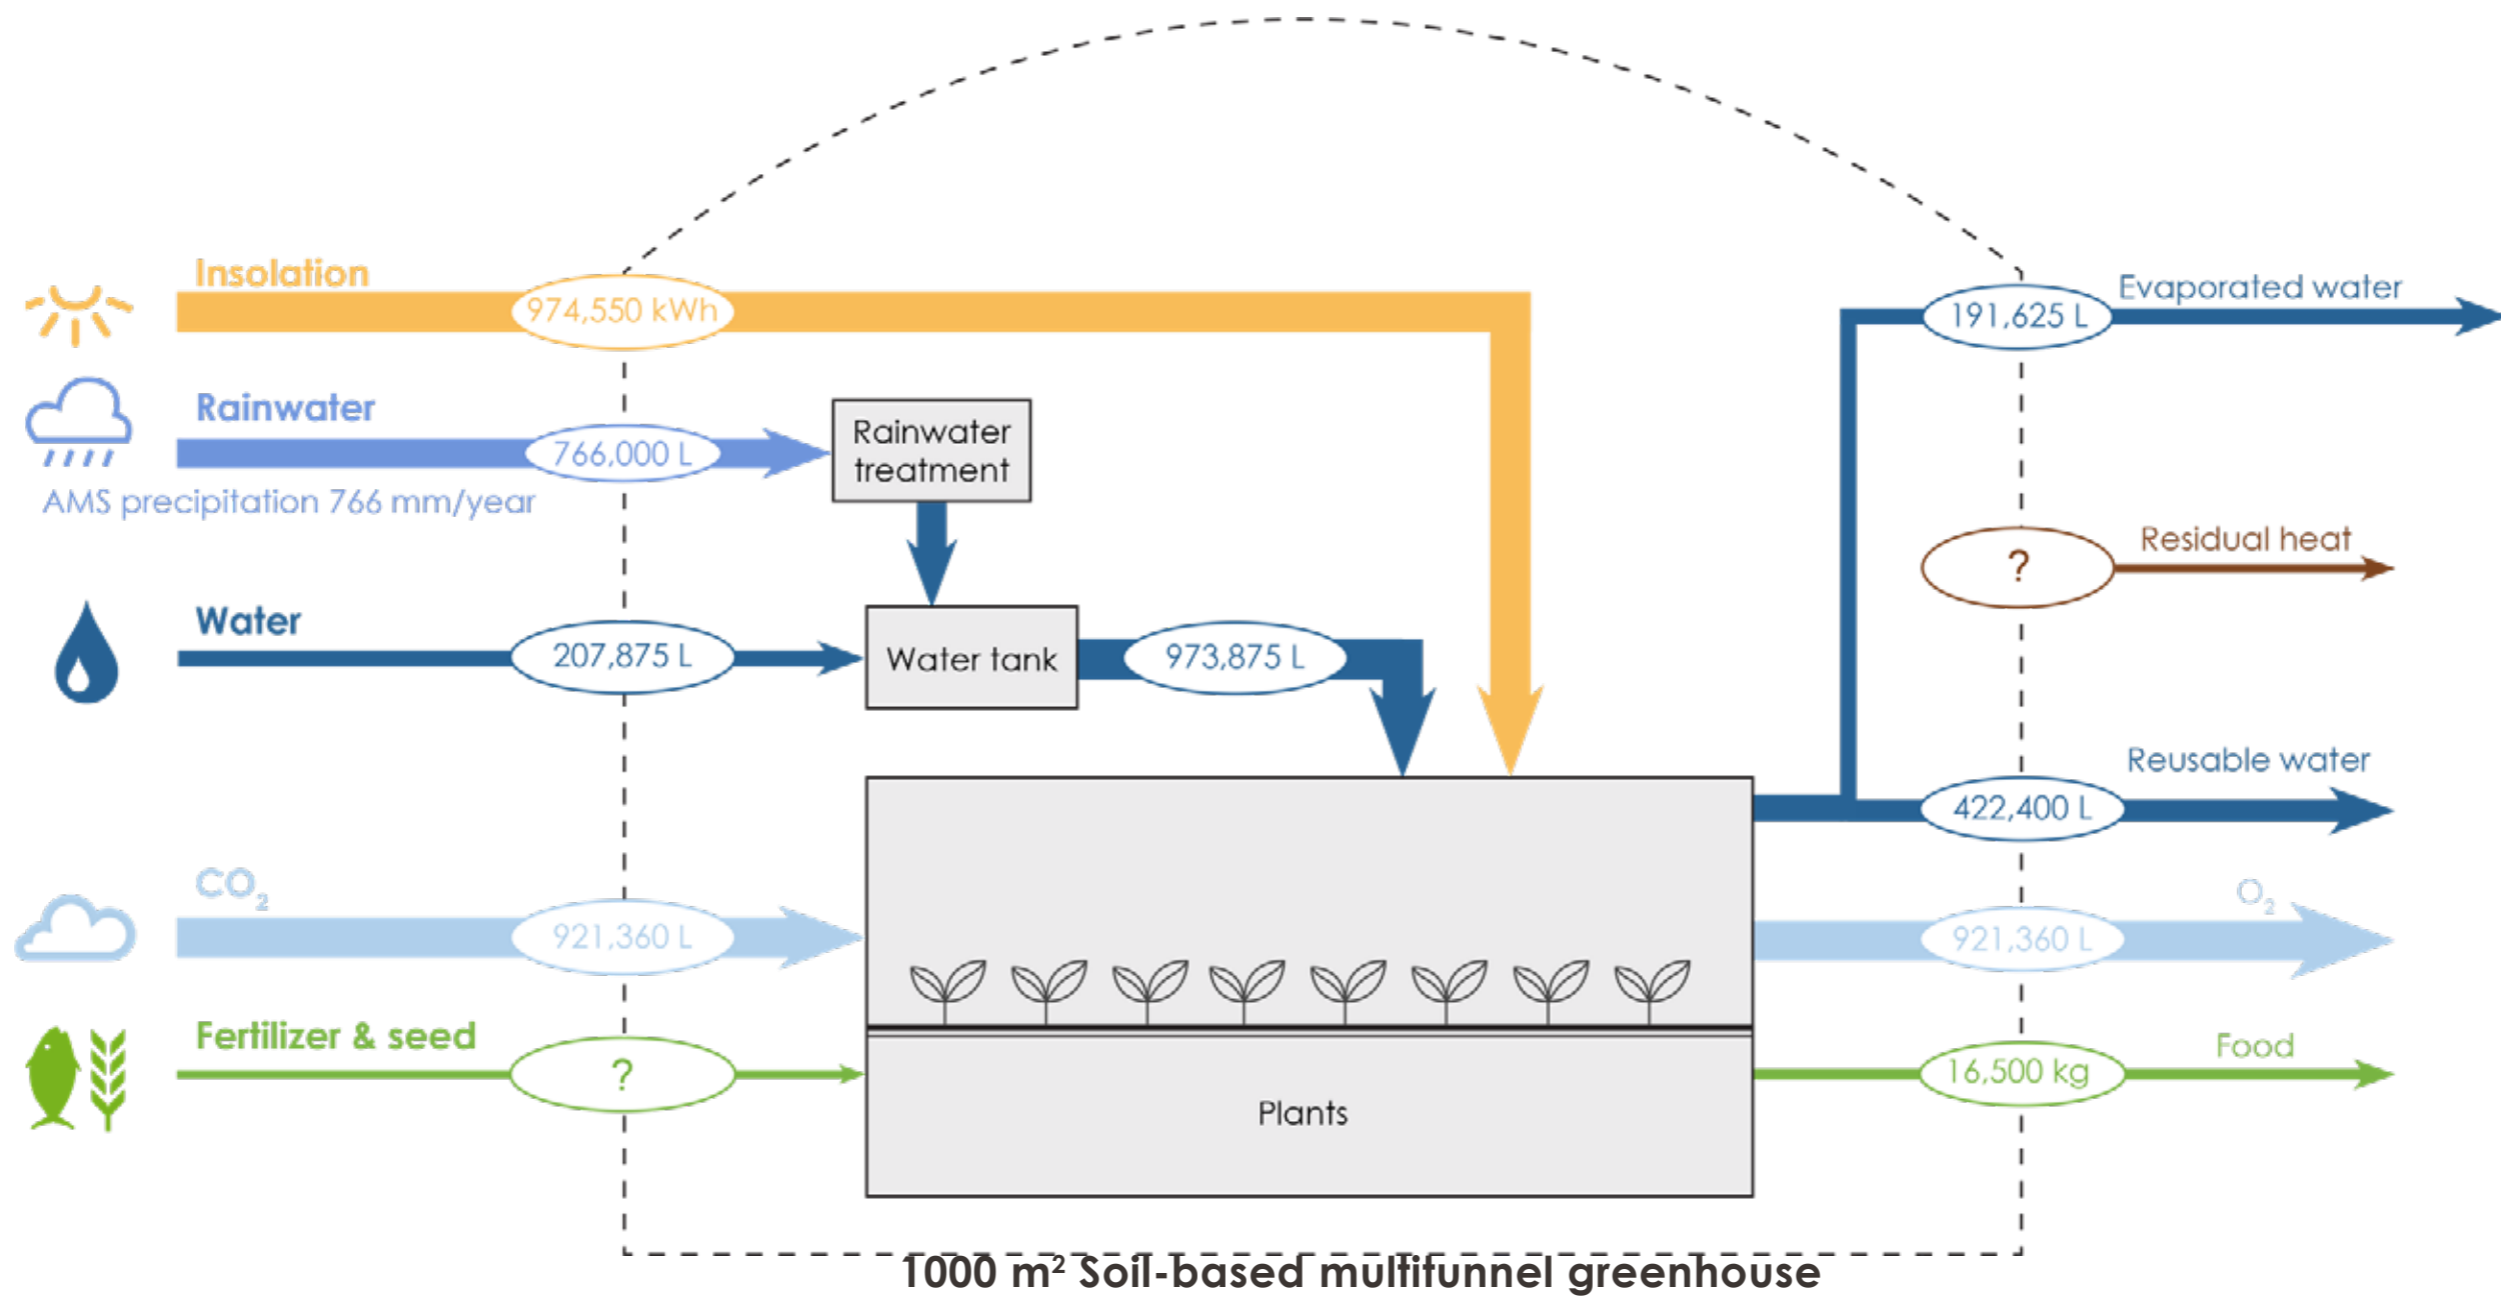 Insolation
974,550 kWh
Evaporated water
191,625 L
Rainwater
766,000 L
AMS precipitation 766 mm/year
Rainwater
treatment
Residual heat
?
Water
207,875 L
Water tank
973,875 L
Reusable water
422,400 L
CO₂
921,360 L
O₂
921,360 L
Fertilizer & seed
?
Food
16,500 kg
Plants
1000 m² Soil-based multifunnel greenhouse